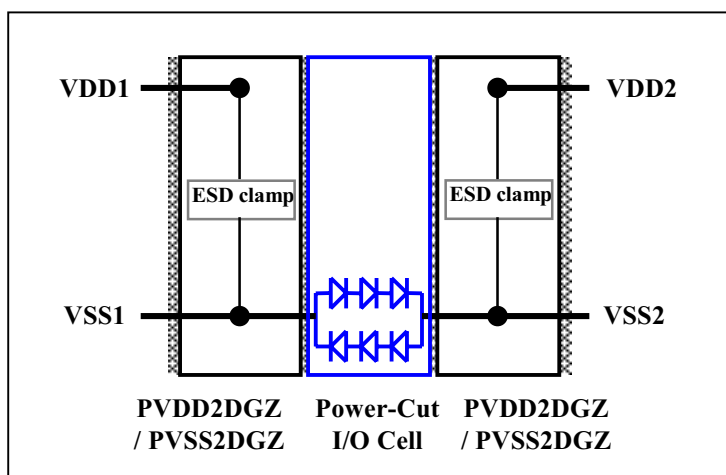 VDD1
VDD2
ESD clamp
ESD clamp
VSS1
VSS2
PVDD2DGZ
/ PVSS2DGZ
Power-Cut
I/O Cell
PVDD2DGZ
/ PVSS2DGZ